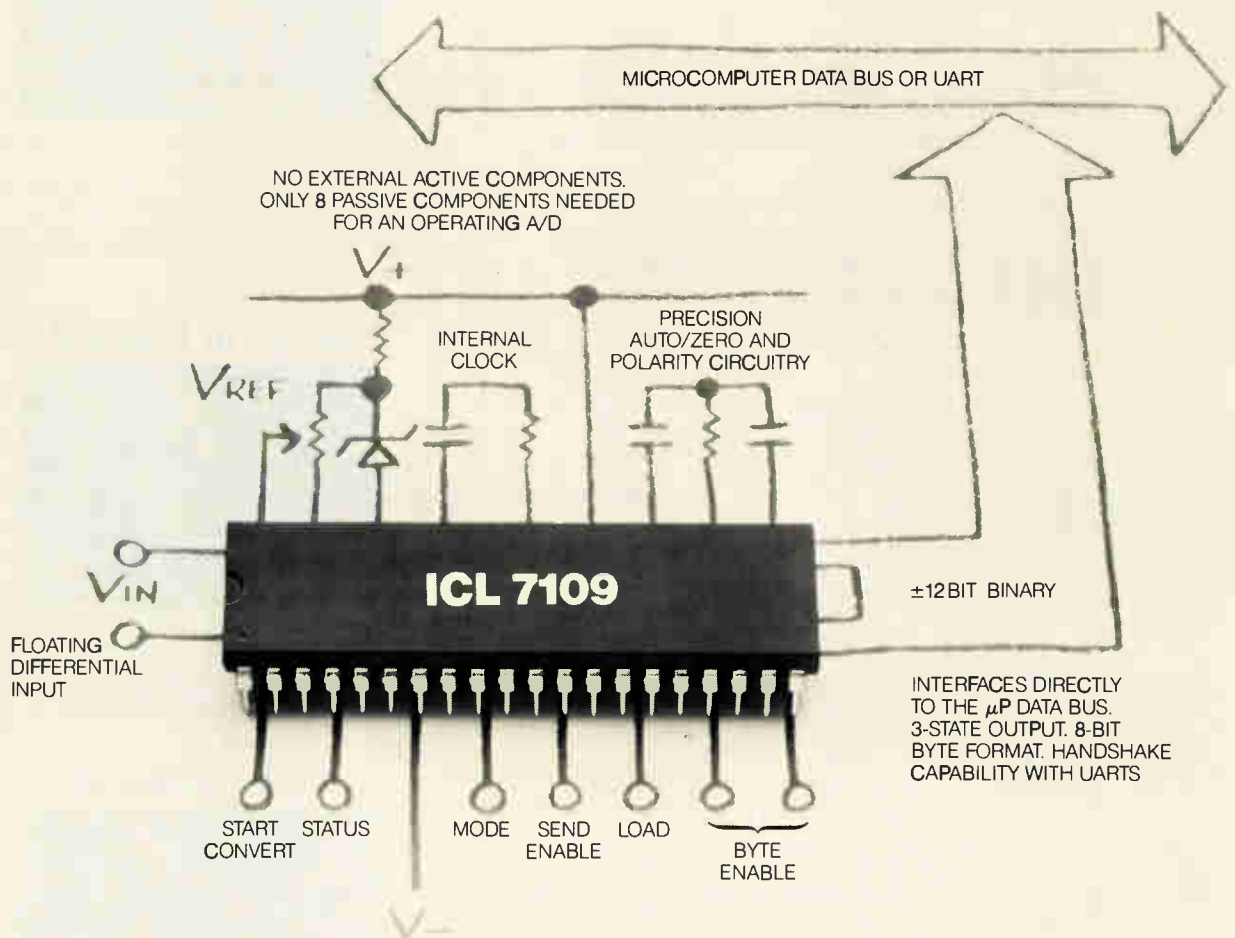 MICROCOMPUTER DATA BUS OR UART
NO EXTERNAL ACTIVE COMPONENTS.
ONLY 8 PASSIVE COMPONENTS NEEDED
FOR AN OPERATING A/D
V+
INTERNAL
CLOCK
PRECISION
AUTO/ZERO AND
POLARITY CIRCUITRY
VREF
ICL 7109
VIN
±12 BIT BINARY
FLOATING
DIFFERENTIAL
INPUT
INTERFACES DIRECTLY
TO THE µP DATA BUS.
3-STATE OUTPUT. 8-BIT
BYTE FORMAT. HANDSHAKE
CAPABILITY WITH UARTS
START
CONVERT
STATUS
MODE
SEND
ENABLE
LOAD
BYTE
ENABLE
V-